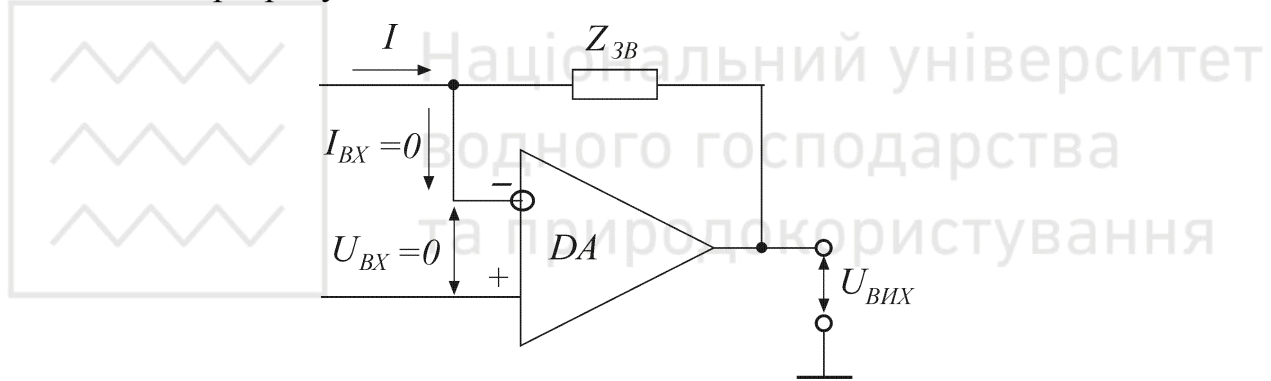 I
Z_ЗВ
Національний університет
I_ВХ =0
водного господарства
−
U_ВХ =0
DA
та природокористування
+
U_ВИХ